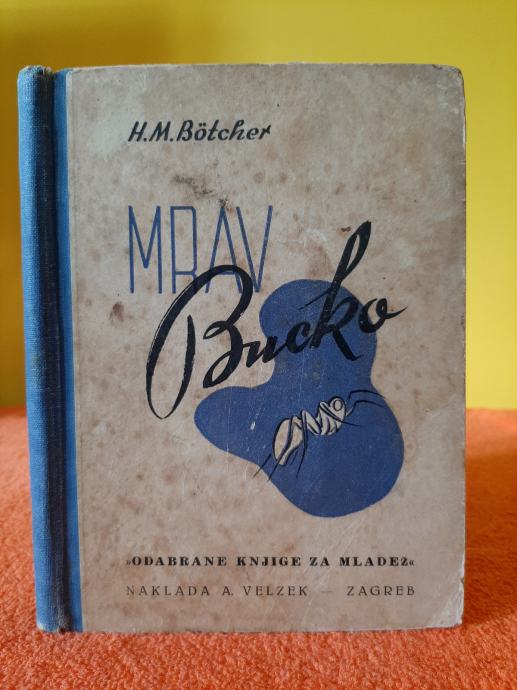 H.M.Bötcher
MRAV
Bucko
»ODABRANE KNJIGE ZA MLADEž«
NAKLADA A. VELZEK — ZAGREB